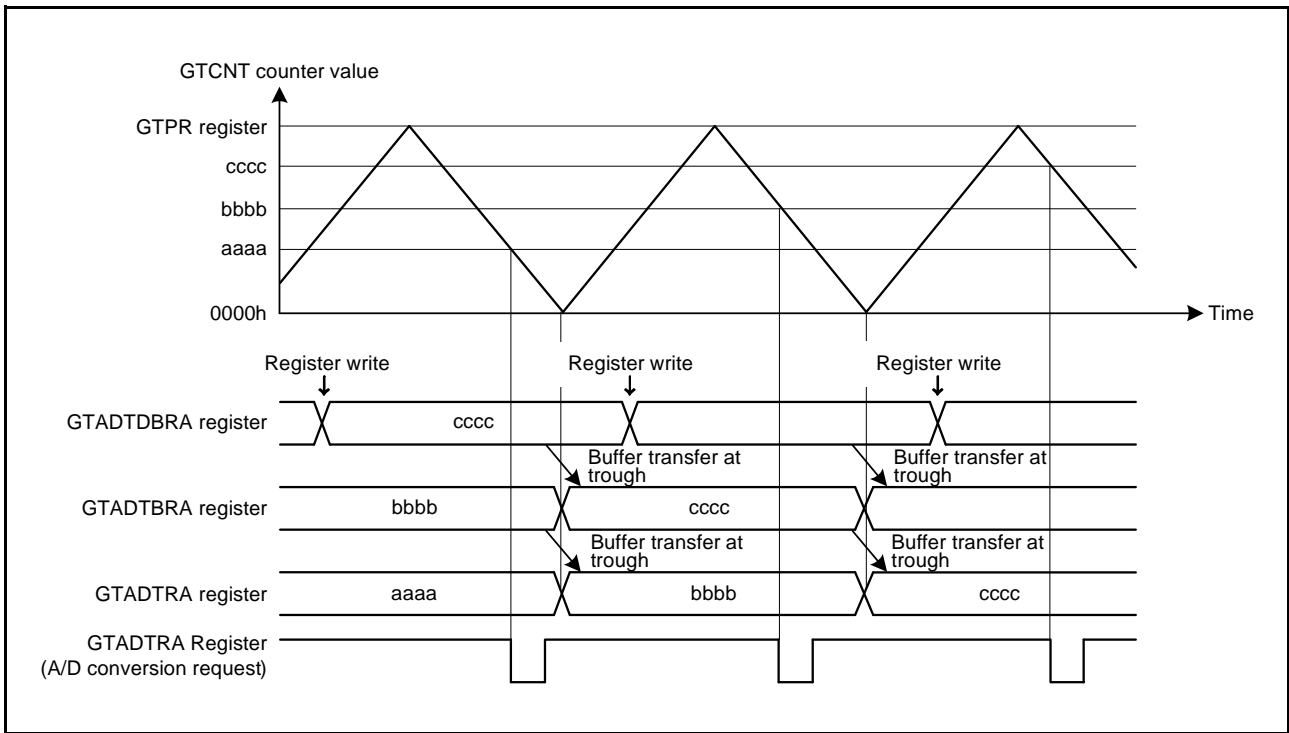 GTCNT counter value
GTPR register
cccc
bbbb
aaaa
0000h
Time
Register write
Register write
Register write
GTADTDBRA register
cccc
Buffer transfer at
trough
Buffer transfer at
trough
GTADTBRA register
bbbb
cccc
Buffer transfer at
trough
Buffer transfer at
trough
GTADTRA register
aaaa
bbbb
cccc
GTADTRA Register
(A/D conversion request)